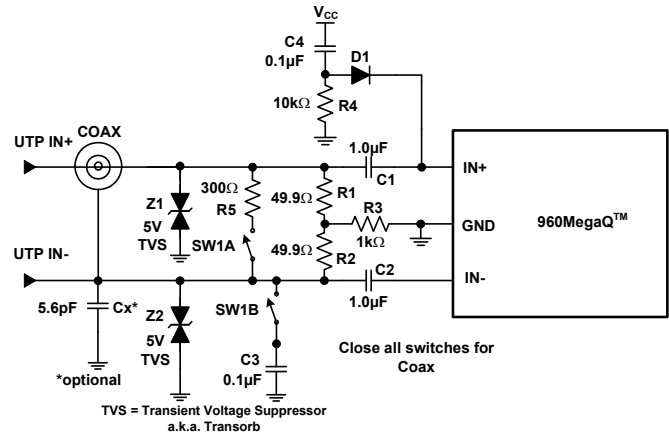 VCC
C4
0.1µF
D1
10kΩ
R4
UTP IN+
COAX
1.0µF
C1
IN+
Z1
5V
TVS
300Ω
R5
49.9Ω
R1
R3
1kΩ
GND
960MegaQ™
SW1A
49.9Ω
R2
UTP IN-
C2
1.0µF
IN-
5.6pF
Cx*
*optional
Z2
5V
TVS
SW1B
C3
0.1µF
Close all switches for
Coax
TVS = Transient Voltage Suppressor
a.k.a. Transorb